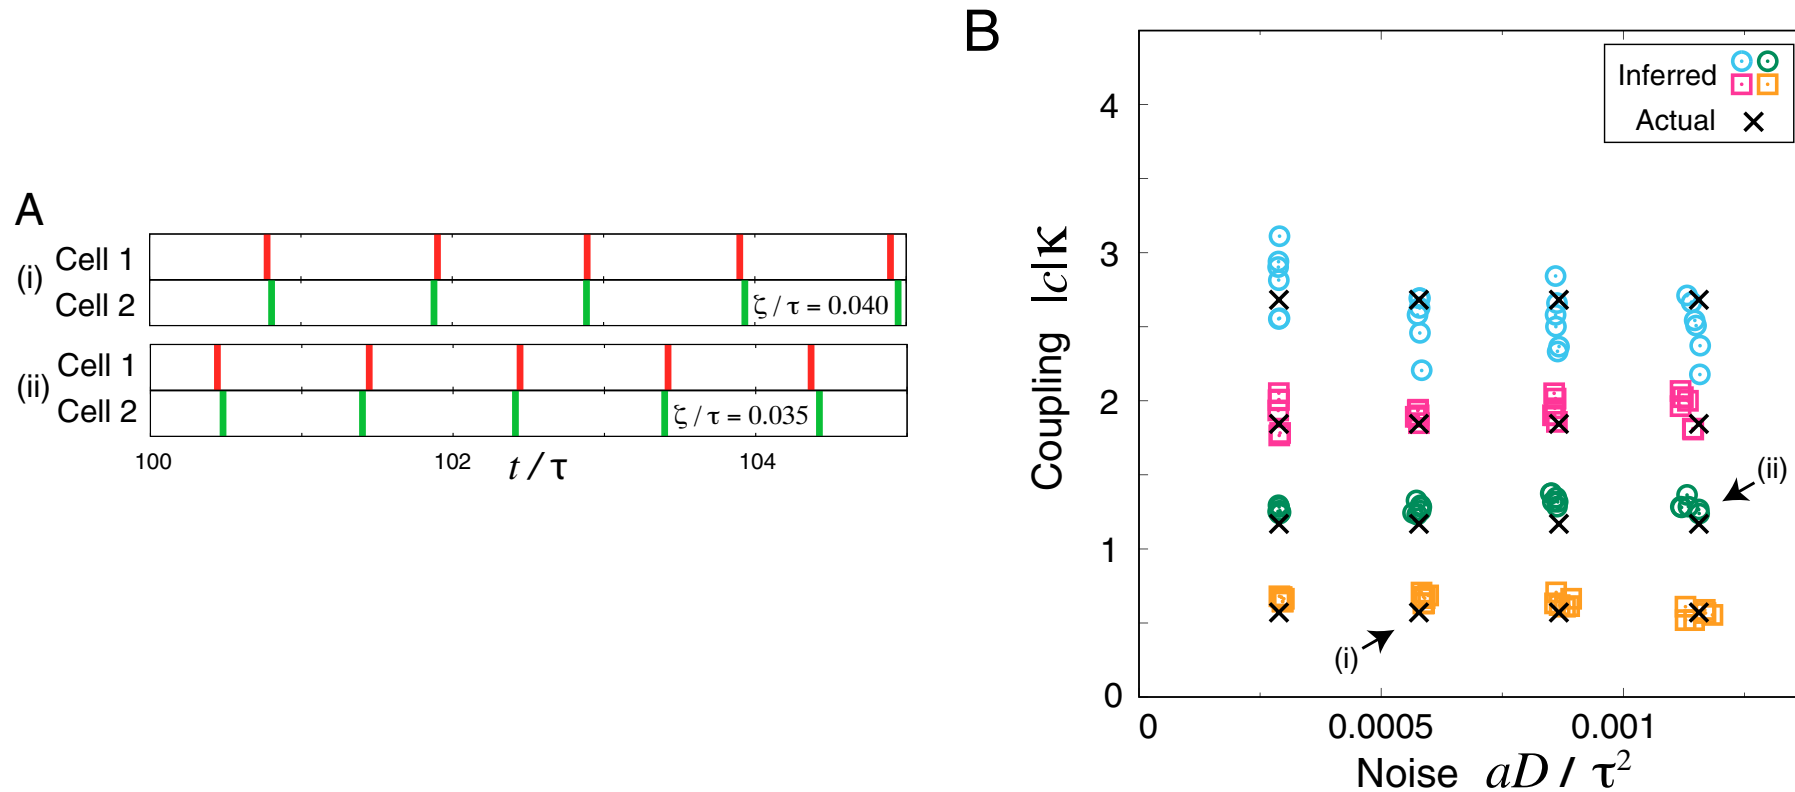 A
(i)
Cell 1
Cell 2
ζ / τ = 0.040
(ii)
Cell 1
Cell 2
ζ / τ = 0.035
100
102
104
t / τ
B
Inferred
Actual
Coupling |c|κ
4
3
2
1
0
(ii)
(i)
0
0.0005
0.001
Noise aD / τ²